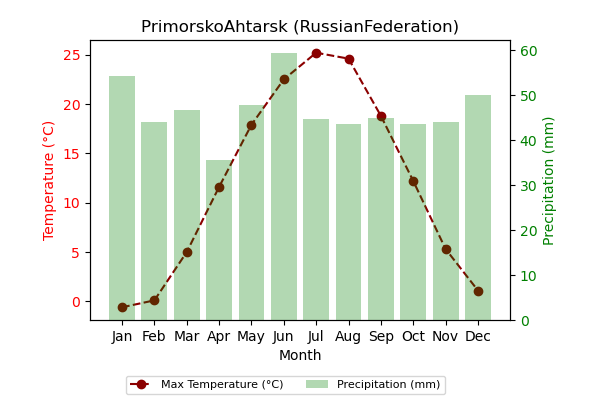 PrimorskoAhtarsk (RussianFederation)
25
20
15
10
5
0
Temperature (°C)
60
50
40
30
20
10
0
Precipitation (mm)
Jan Feb Mar Apr May Jun Jul Aug Sep Oct Nov Dec
Month
Max Temperature (°C) Precipitation (mm)